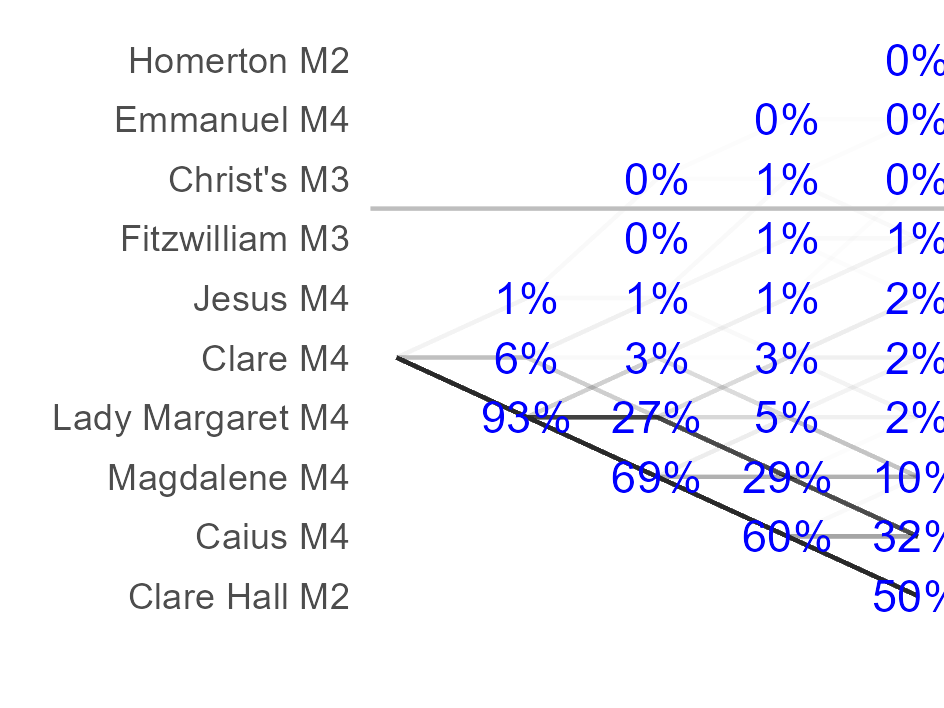 Homerton M2 0%
Emmanuel M4 0% 0%
Christ's M3 0% 1% 0%
Fitzwilliam M3 0% 1% 1%
Jesus M4 1% 1% 1% 2%
Clare M4 6% 3% 3% 2%
Lady Margaret M4 93% 27% 5% 2%
Magdalene M4 69% 29% 10%
Caius M4 60% 32%
Clare Hall M2 50%